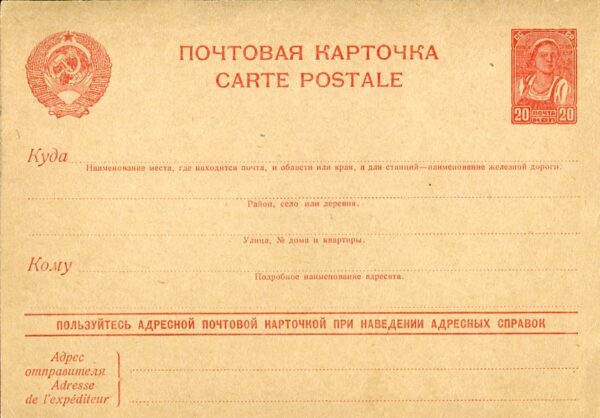 ПОЧТОВАЯ КАРТОЧКА
CARTE POSTALE
20 ПОЧТА 20
КОП
Куда
Наименование места, где находится почта, и области или края, а для станций—наименование железной дороги.
Район, село или деревня.
Улица, № дома и квартиры.
Кому
Подробное наименование адресата.
ПОЛЬЗУЙТЕСЬ АДРЕСНОЙ ПОЧТОВОЙ КАРТОЧКОЙ ПРИ НАВЕДЕНИИ АДРЕСНЫХ СПРАВОК
Адрес
отправителя
Adresse
de l'expéditeur